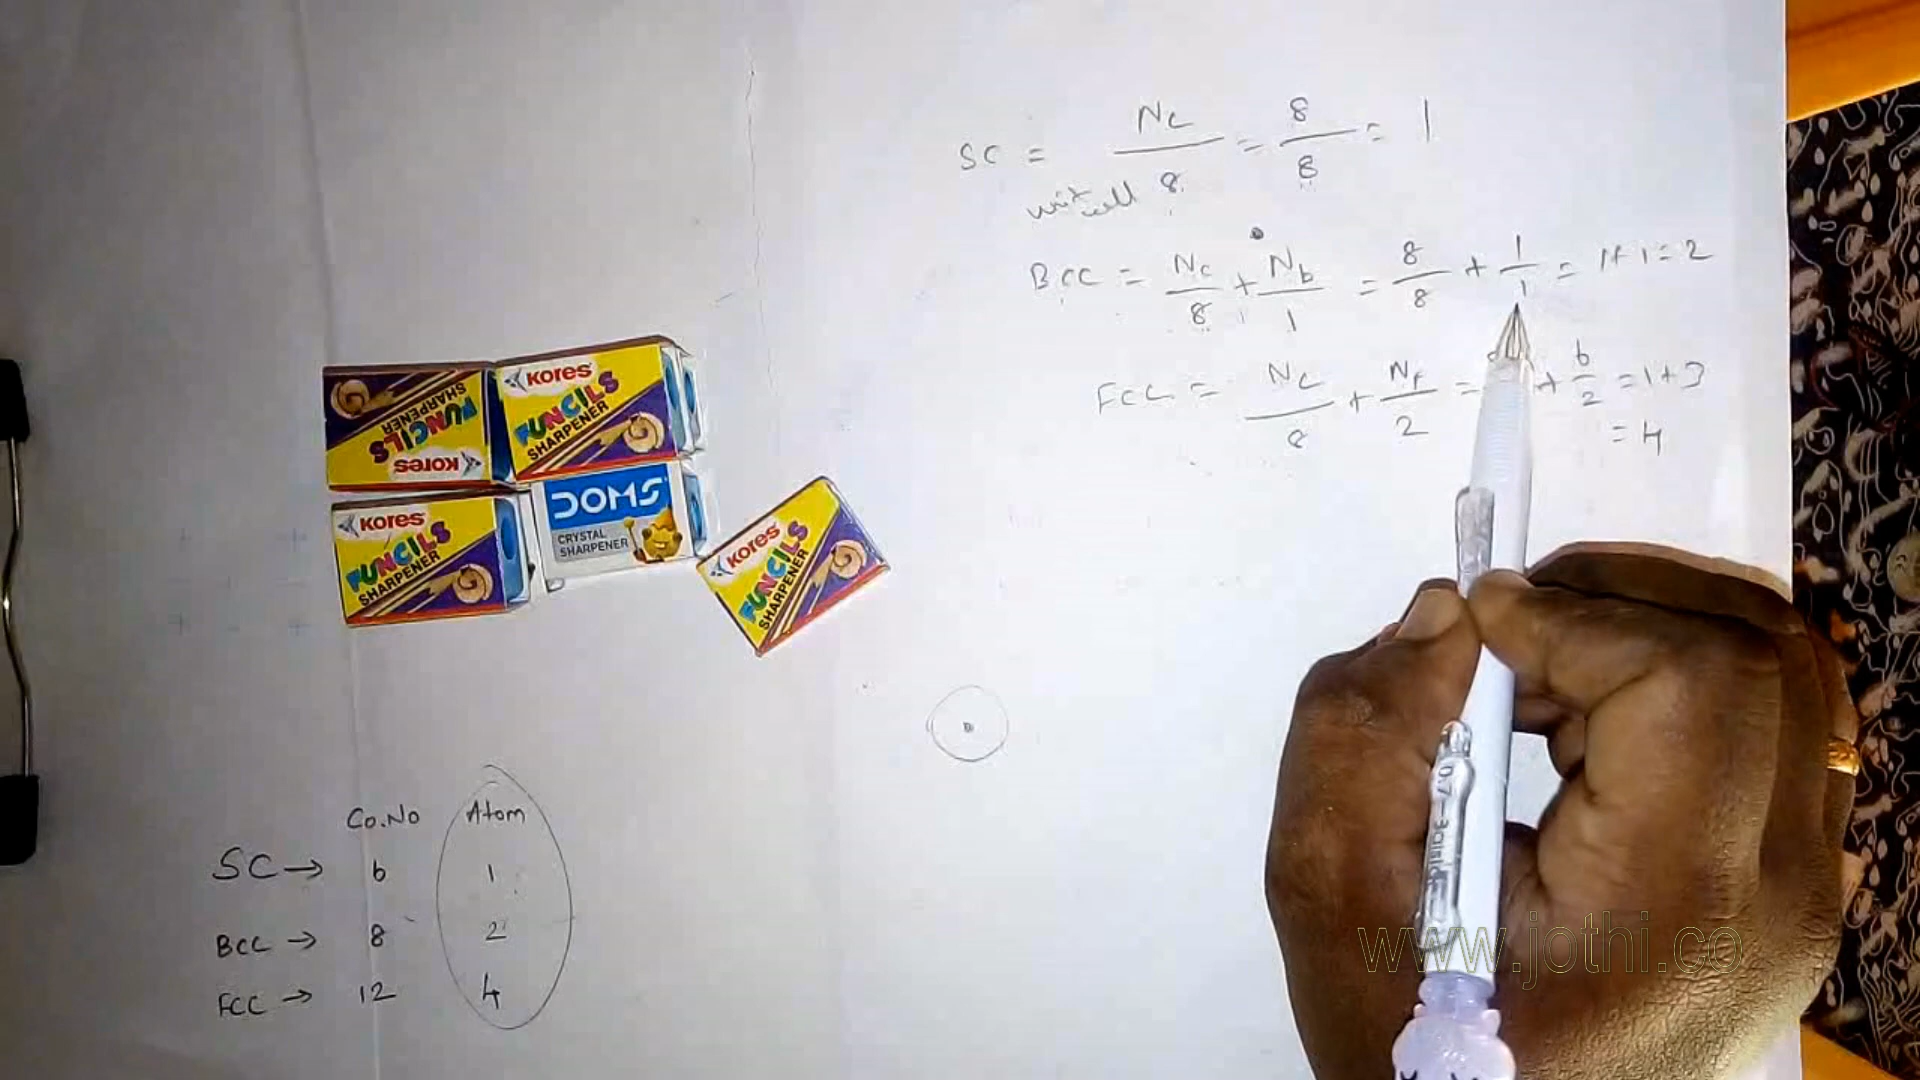 SC = Nc/8 = 8/8 = 1
unit cell
BCC = Nc/8 + Nb/1 = 8/8 + 1/1 = 1+1=2
FCC = Nc/8 + Nf/2 = + 6/2 = 1+3
= 4
KORES FUNCILS SHARPENER
KORES FUNCILS SHARPENER
KORES FUNCILS SHARPENER
DOMS
CRYSTAL
SHARPENER
KORES FUNCILS SHARPENER
Co.No Atom
SC → 6 1
BCC → 8 2
FCC → 12 4
www.jothi.co